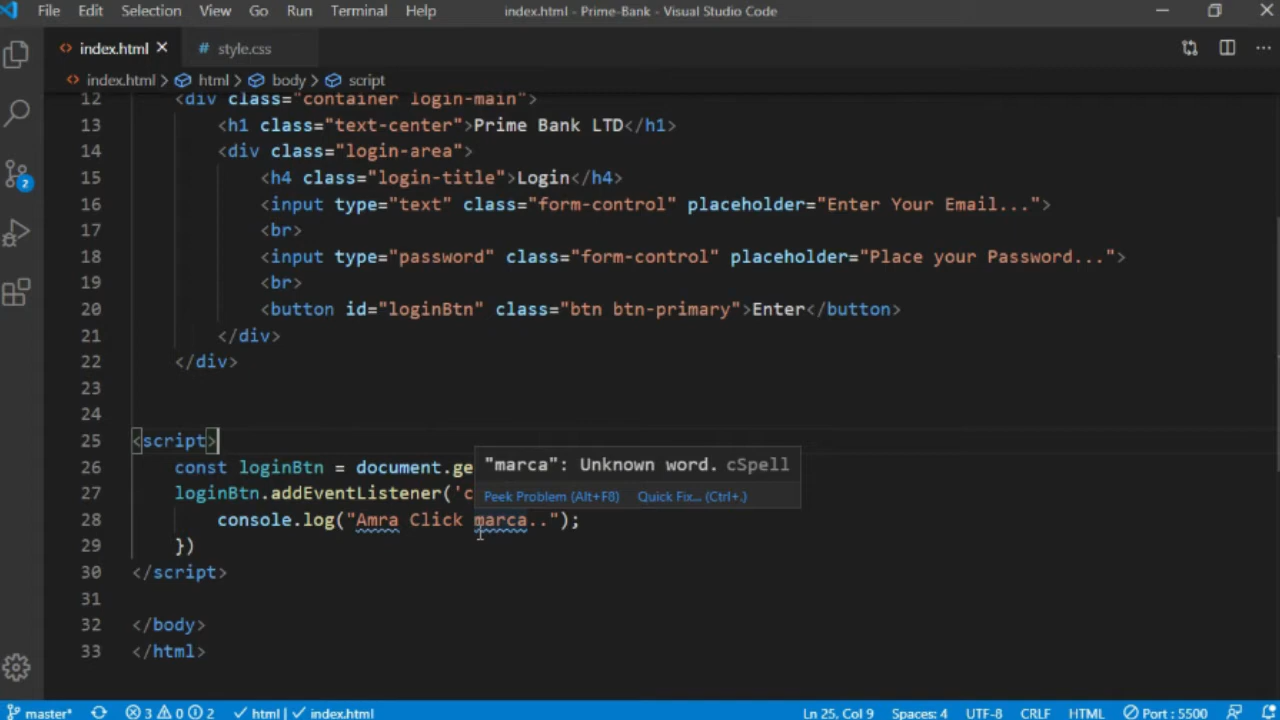 File Edit Selection View Go Run Terminal Help index.html - Prime-Bank - Visual Studio Code
index.html style.css
index.html > html > body > script
12 <div class="container login-main">
13 <h1 class="text-center">Prime Bank LTD</h1>
14 <div class="login-area">
15 <h4 class="login-title">Login</h4>
16 <input type="text" class="form-control" placeholder="Enter Your Email...">
17 <br>
18 <input type="password" class="form-control" placeholder="Place your Password...">
19 <br>
20 <button id="loginBtn" class="btn btn-primary">Enter</button>
21 </div>
22 </div>
23
24
25 <script>
"marca": Unknown word. cSpell
26 const loginBtn = document.ge
Peek Problem (Alt+F8) Quick Fix... (Ctrl+.)
27 loginBtn.addEventListener('c
28 console.log("Amra Click marca..");
29 })
30 </script>
31
32 </body>
33 </html>
2
master* 3 0 2 html | index.html Ln 25, Col 9 Spaces: 4 UTF-8 CRLF HTML Port : 5500